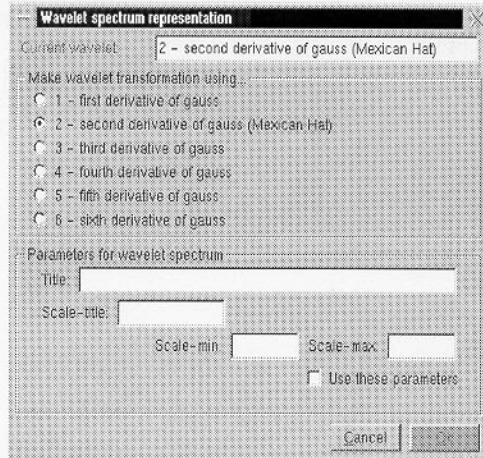 Wavelet spectrum representation
Current wavelet: 2 - second derivative of gauss (Mexican Hat)
Make wavelet transformation using...
1 - first derivative of gauss
2 - second derivative of gauss (Mexican Hat)
3 - third derivative of gauss
4 - fourth derivative of gauss
5 - fifth derivative of gauss
6 - sixth derivative of gauss
Parameters for wavelet spectrum
Title:
Scale-title:
Scale-min: Scale-max:
Use these parameters
Cancel OK